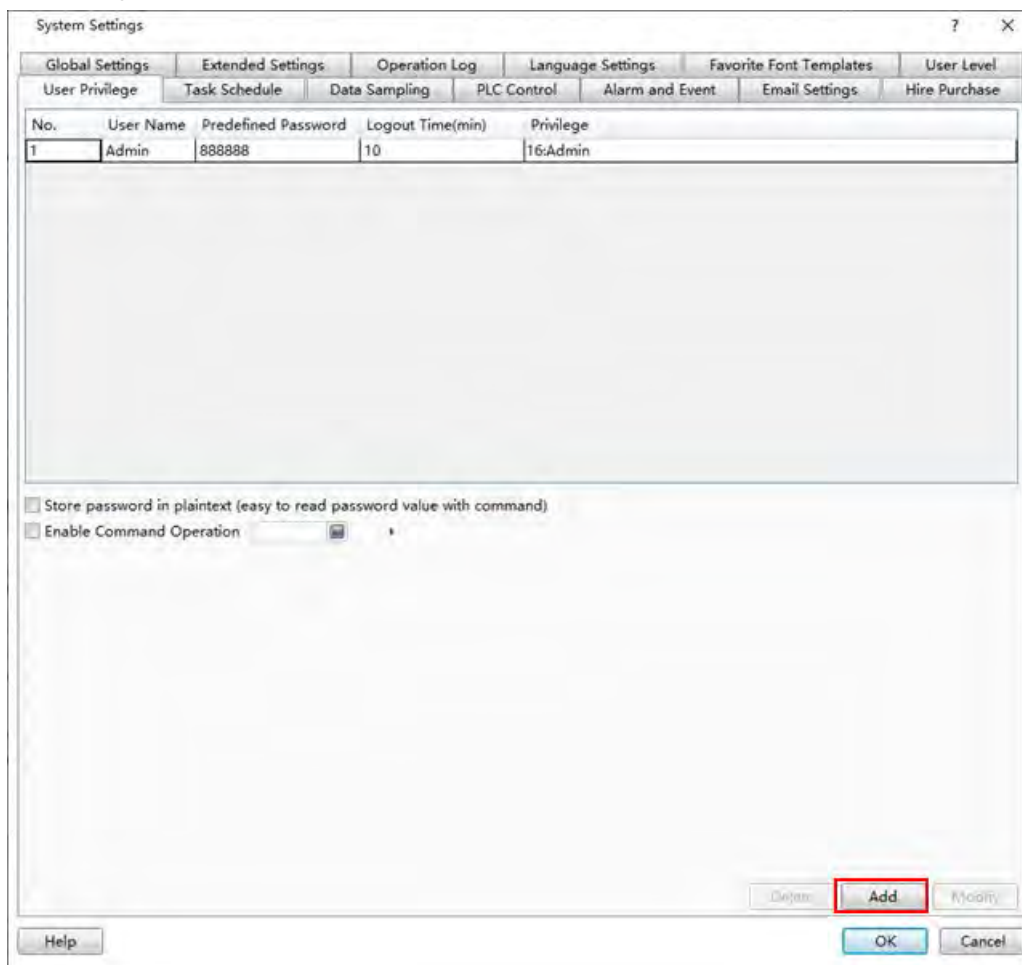 System Settings ? ×
Global Settings Extended Settings Operation Log Language Settings Favorite Font Templates User Level
User Privilege Task Schedule Data Sampling PLC Control Alarm and Event Email Settings Hire Purchase
No. User Name Predefined Password Logout Time(min) Privilege
1 Admin 888888 10 16:Admin
Store password in plaintext (easy to read password value with command)
Enable Command Operation
Delete Add Modify
Help OK Cancel